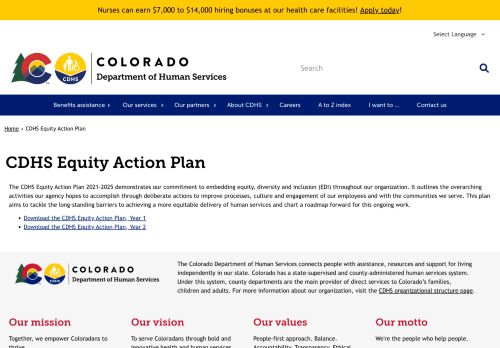 Nurses can earn $7,000 to $14,000 hiring bonuses at our health care facilities! Apply today!
Select Language
COLORADO
Department of Human Services
CDHS
Search
Benefits assistance
Our services
Our partners
About CDHS
Careers
A to Z index
I want to ...
Contact us
Home › CDHS Equity Action Plan
CDHS Equity Action Plan
The CDHS Equity Action Plan 2021-2025 demonstrates our commitment to embedding equity, diversity and inclusion (EDI) throughout our organization. It outlines the overarching
activities our agency hopes to accomplish through deliberate actions to improve processes, culture and engagement of our employees and with the communities we serve. This plan
aims to tackle the long-standing barriers to achieving a more equitable delivery of human services and chart a roadmap forward for this ongoing work.
Download the CDHS Equity Action Plan, Year 1
Download the CDHS Equity Action Plan, Year 2
CDHS
COLORADO
Department of Human Services
The Colorado Department of Human Services connects people with assistance, resources and support for living
independently in our state. Colorado has a state-supervised and county-administered human services system.
Under this system, county departments are the main provider of direct services to Colorado's families,
children and adults. For more information about our organization, visit the CDHS organizational structure page.
Our mission
Our vision
Our values
Our motto
Together, we empower Coloradans to
To serve Coloradans through bold and
People-first approach. Balance.
We're the people who help people.
thrive.
innovative health and human services.
Accountability. Transparency. Ethical.